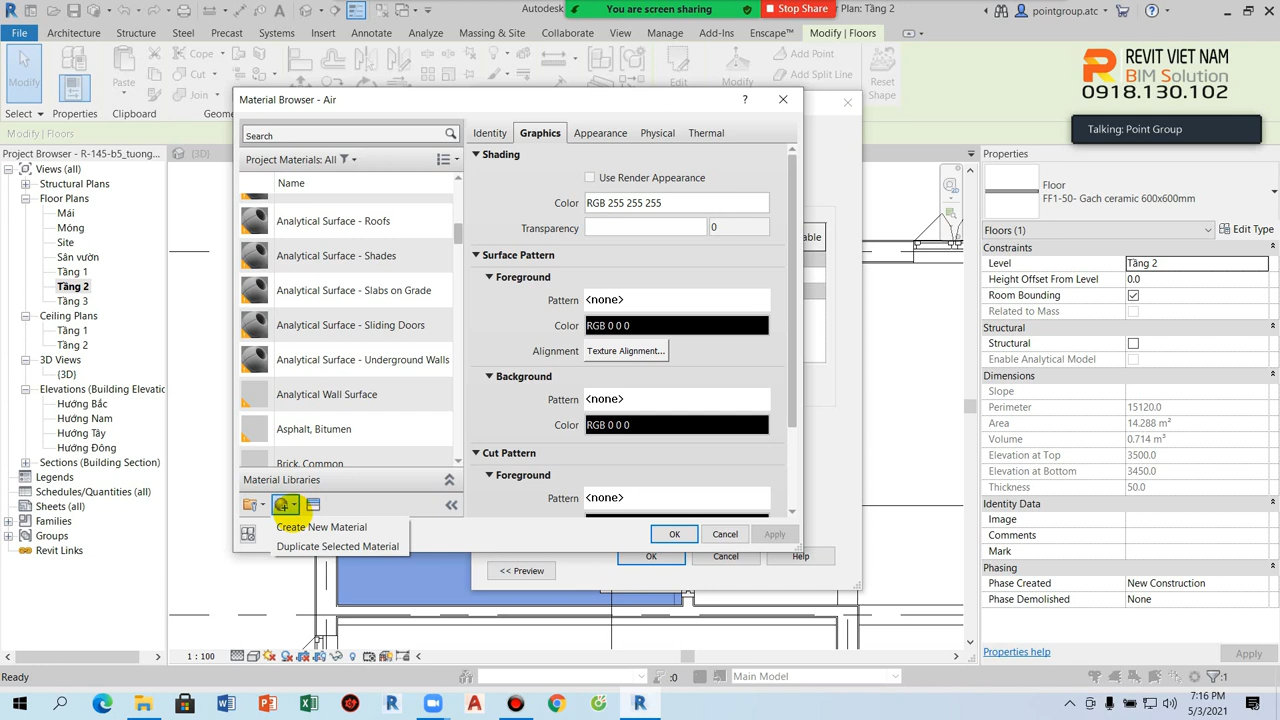 Autodesk
You are screen sharing
Stop Share
Plan: Tầng 2
pointgroup.atc
File
Architecture
Structure
Steel
Precast
Systems
Insert
Annotate
Analyze
Massing & Site
Collaborate
View
Manage
Add-Ins
Enscape™
Modify | Floors
Modify
Paste
Cope
Cut
Join
Edit
Modify
Add Point
Add Split Line
Reset
Shape
REVIT VIET NAM
BIM Solution
0918.130.102
Select
Properties
Clipboard
Geome
Talking: Point Group
Modify | Floors
Project Browser - R-145-b5_tuong...
Views (all)
Structural Plans
Floor Plans
Mái
Móng
Site
Sân vườn
Tầng 1
Tầng 2
Tầng 3
Ceiling Plans
Tầng 1
Tầng 2
3D Views
{3D}
Elevations (Building Elevatio
Hướng Bắc
Hướng Nam
Hướng Tây
Hướng Đông
Sections (Building Section)
Legends
Schedules/Quantities (all)
Sheets (all)
Families
Groups
Revit Links
{3D}
Material Browser - Air
?
Search
Project Materials: All
Name
Analytical Surface - Roofs
Analytical Surface - Shades
Analytical Surface - Slabs on Grade
Analytical Surface - Sliding Doors
Analytical Surface - Underground Walls
Analytical Wall Surface
Asphalt, Bitumen
Brick, Common
Material Libraries
Create New Material
Duplicate Selected Material
Identity
Graphics
Appearance
Physical
Thermal
Shading
Use Render Appearance
Color
RGB 255 255 255
Transparency
0
Surface Pattern
Foreground
Pattern
<none>
Color
RGB 0 0 0
Alignment
Texture Alignment...
Background
Pattern
<none>
Color
RGB 0 0 0
Cut Pattern
Foreground
Pattern
<none>
OK
Cancel
Apply
able
<< Preview
OK
Cancel
Help
Properties
Floor
FF1-50- Gach ceramic 600x600mm
Floors (1)
Edit Type
Constraints
Level
Tầng 2
Height Offset From Level
0.0
Room Bounding
Related to Mass
Structural
Structural
Enable Analytical Model
Dimensions
Slope
Perimeter
15120.0
Area
14.288 m²
Volume
0.714 m³
Elevation at Top
3500.0
Elevation at Bottom
3450.0
Thickness
50.0
Identity Data
Image
Comments
Mark
Phasing
Phase Created
New Construction
Phase Demolished
None
Properties help
Apply
1 : 100
Ready
:0
Main Model
:1
7:16 PM
5/3/2021